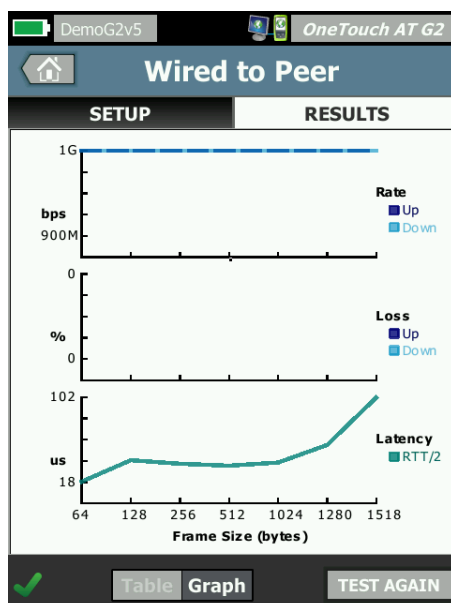 DemoG2v5
OneTouch AT G2
Wired to Peer
SETUP
RESULTS
1G
bps
900M
Rate
Up
Down
0
%
0
Loss
Up
Down
102
us
18
Latency
RTT/2
64 128 256 512 1024 1280 1518
Frame Size (bytes)
Table Graph
TEST AGAIN